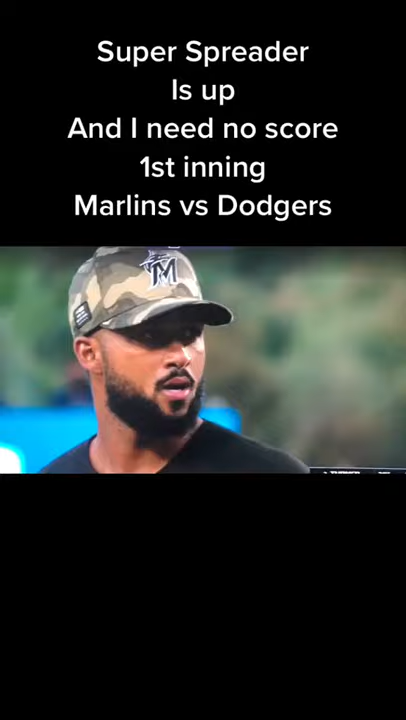 Super Spreader
Is up
And I need no score
1st inning
Marlins vs Dodgers
M